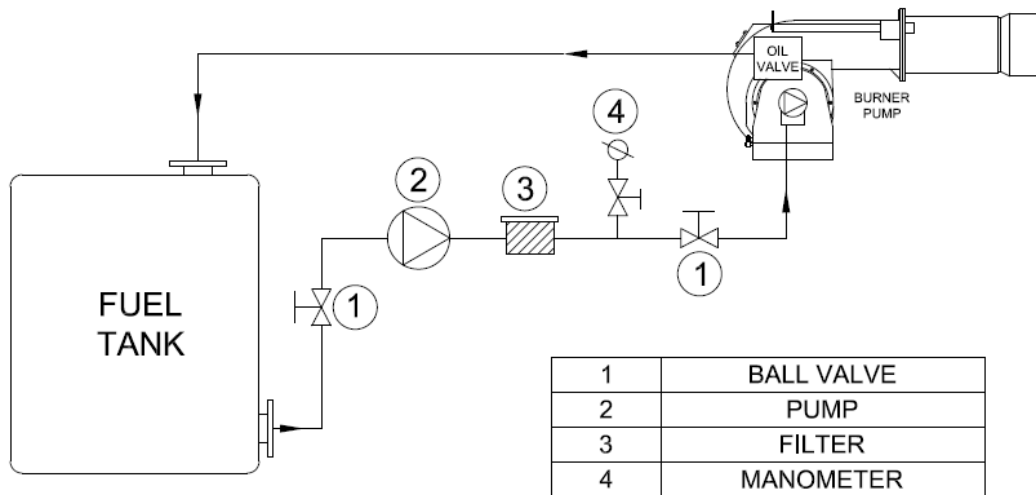 OIL
VALVE
BURNER
PUMP
4
2
3
1
1
FUEL
TANK
1 BALL VALVE
2 PUMP
3 FILTER
4 MANOMETER